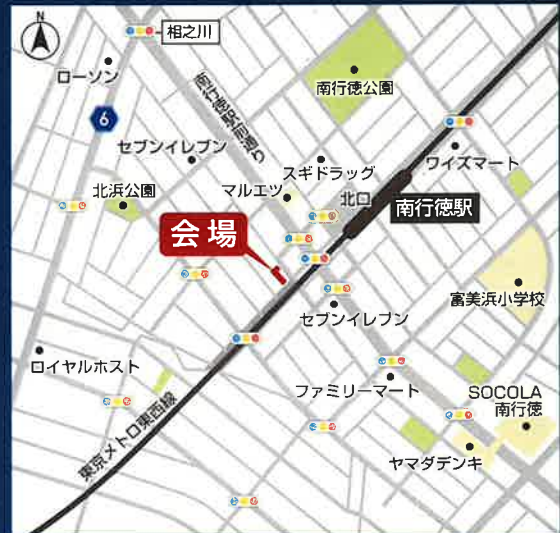 N
相之川
ローソン
南行徳駅前通り
南行徳公園
6
セブンイレブン
スギドラッグ
ワイズマート
北浜公園
マルエツ
北口
南行徳駅
会場
富美浜小学校
セブンイレブン
ロイヤルホスト
ファミリーマート
SOCOLA
南行徳
東京メトロ東西線
ヤマダデンキ